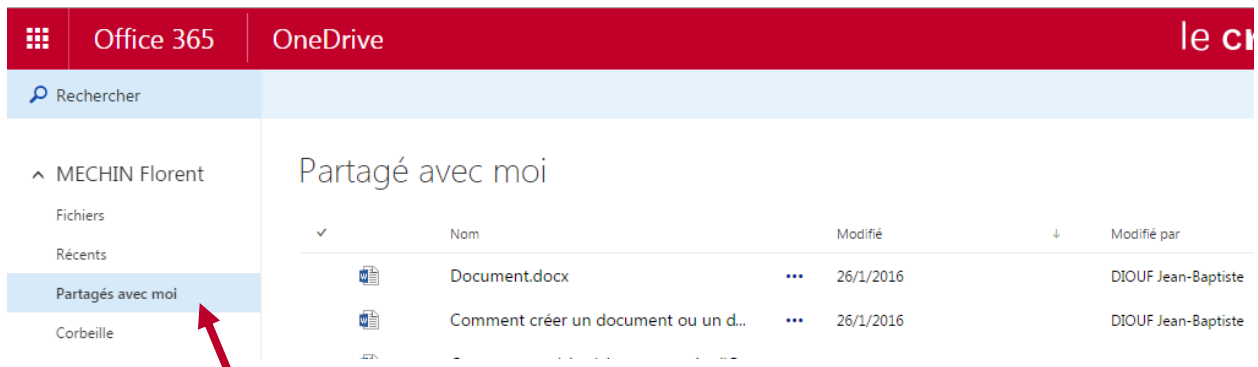 Office 365 OneDrive le cr
Rechercher
MECHIN Florent
Fichiers
Récents
Partagés avec moi
Corbeille
Partagé avec moi
Nom Modifié Modifié par
Document.docx ... 26/1/2016 DIOUF Jean-Baptiste
Comment créer un document ou un d... ... 26/1/2016 DIOUF Jean-Baptiste